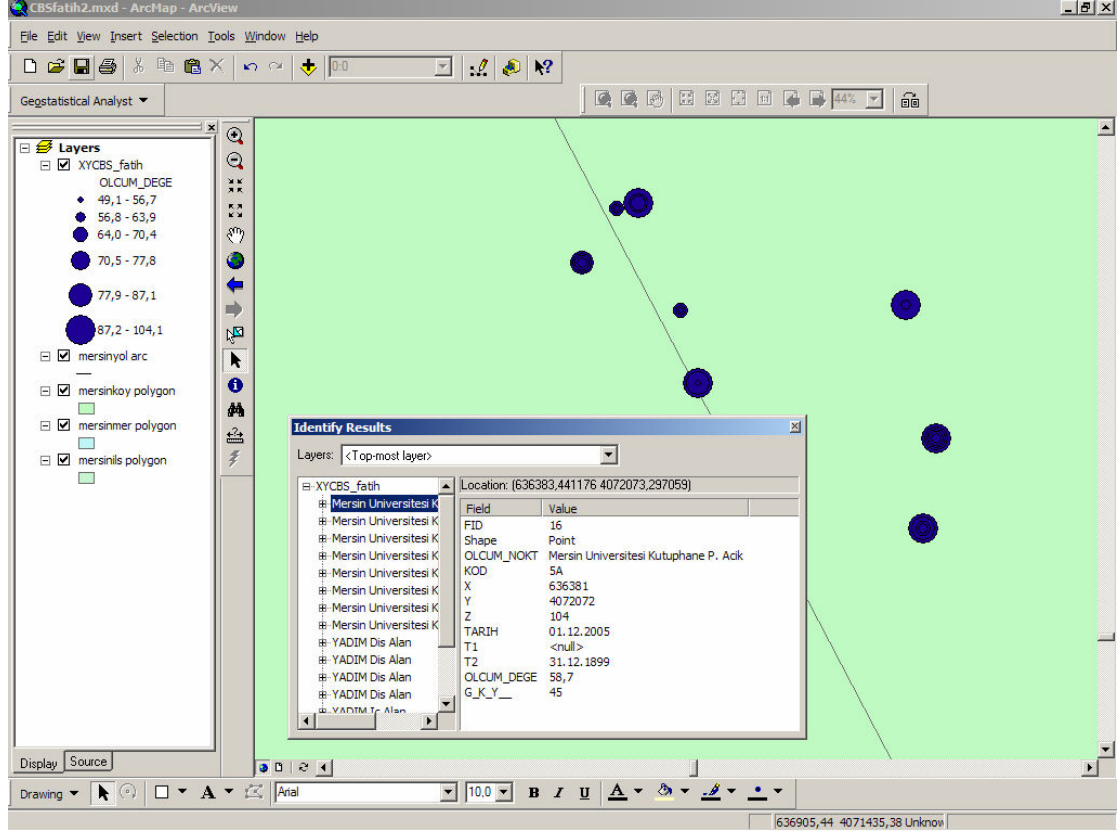 CBSfatih2.mxd - ArcMap - ArcView
File Edit View Insert Selection Tools Window Help
0:0
Geostatistical Analyst
44%
Layers
XYCBS_fatih
OLCUM_DEGE
49,1 - 56,7
56,8 - 63,9
64,0 - 70,4
70,5 - 77,8
77,9 - 87,1
87,2 - 104,1
mersinyol arc
mersinkoy polygon
mersinmer polygon
mersinils polygon
Identify Results
Layers: <Top-most layer>
XYCBS_fatih
Mersin Universitesi K
Mersin Universitesi K
Mersin Universitesi K
Mersin Universitesi K
Mersin Universitesi K
Mersin Universitesi K
Mersin Universitesi K
Mersin Universitesi K
YADIM Dis Alan
YADIM Dis Alan
YADIM Dis Alan
YADIM Dis Alan
YADIM Ic Alan
Location: (636383,441176 4072073,297059)
Field Value
FID 16
Shape Point
OLCUM_NOKT Mersin Universitesi Kutuphane P. Acik
KOD 5A
X 636381
Y 4072072
Z 104
TARIH 01.12.2005
T1 <null>
T2 31.12.1899
OLCUM_DEGE 58,7
G_K_Y__ 45
Display Source
Drawing A Arial 10,0 B I U A
636905,44 4071435,38 Unknow